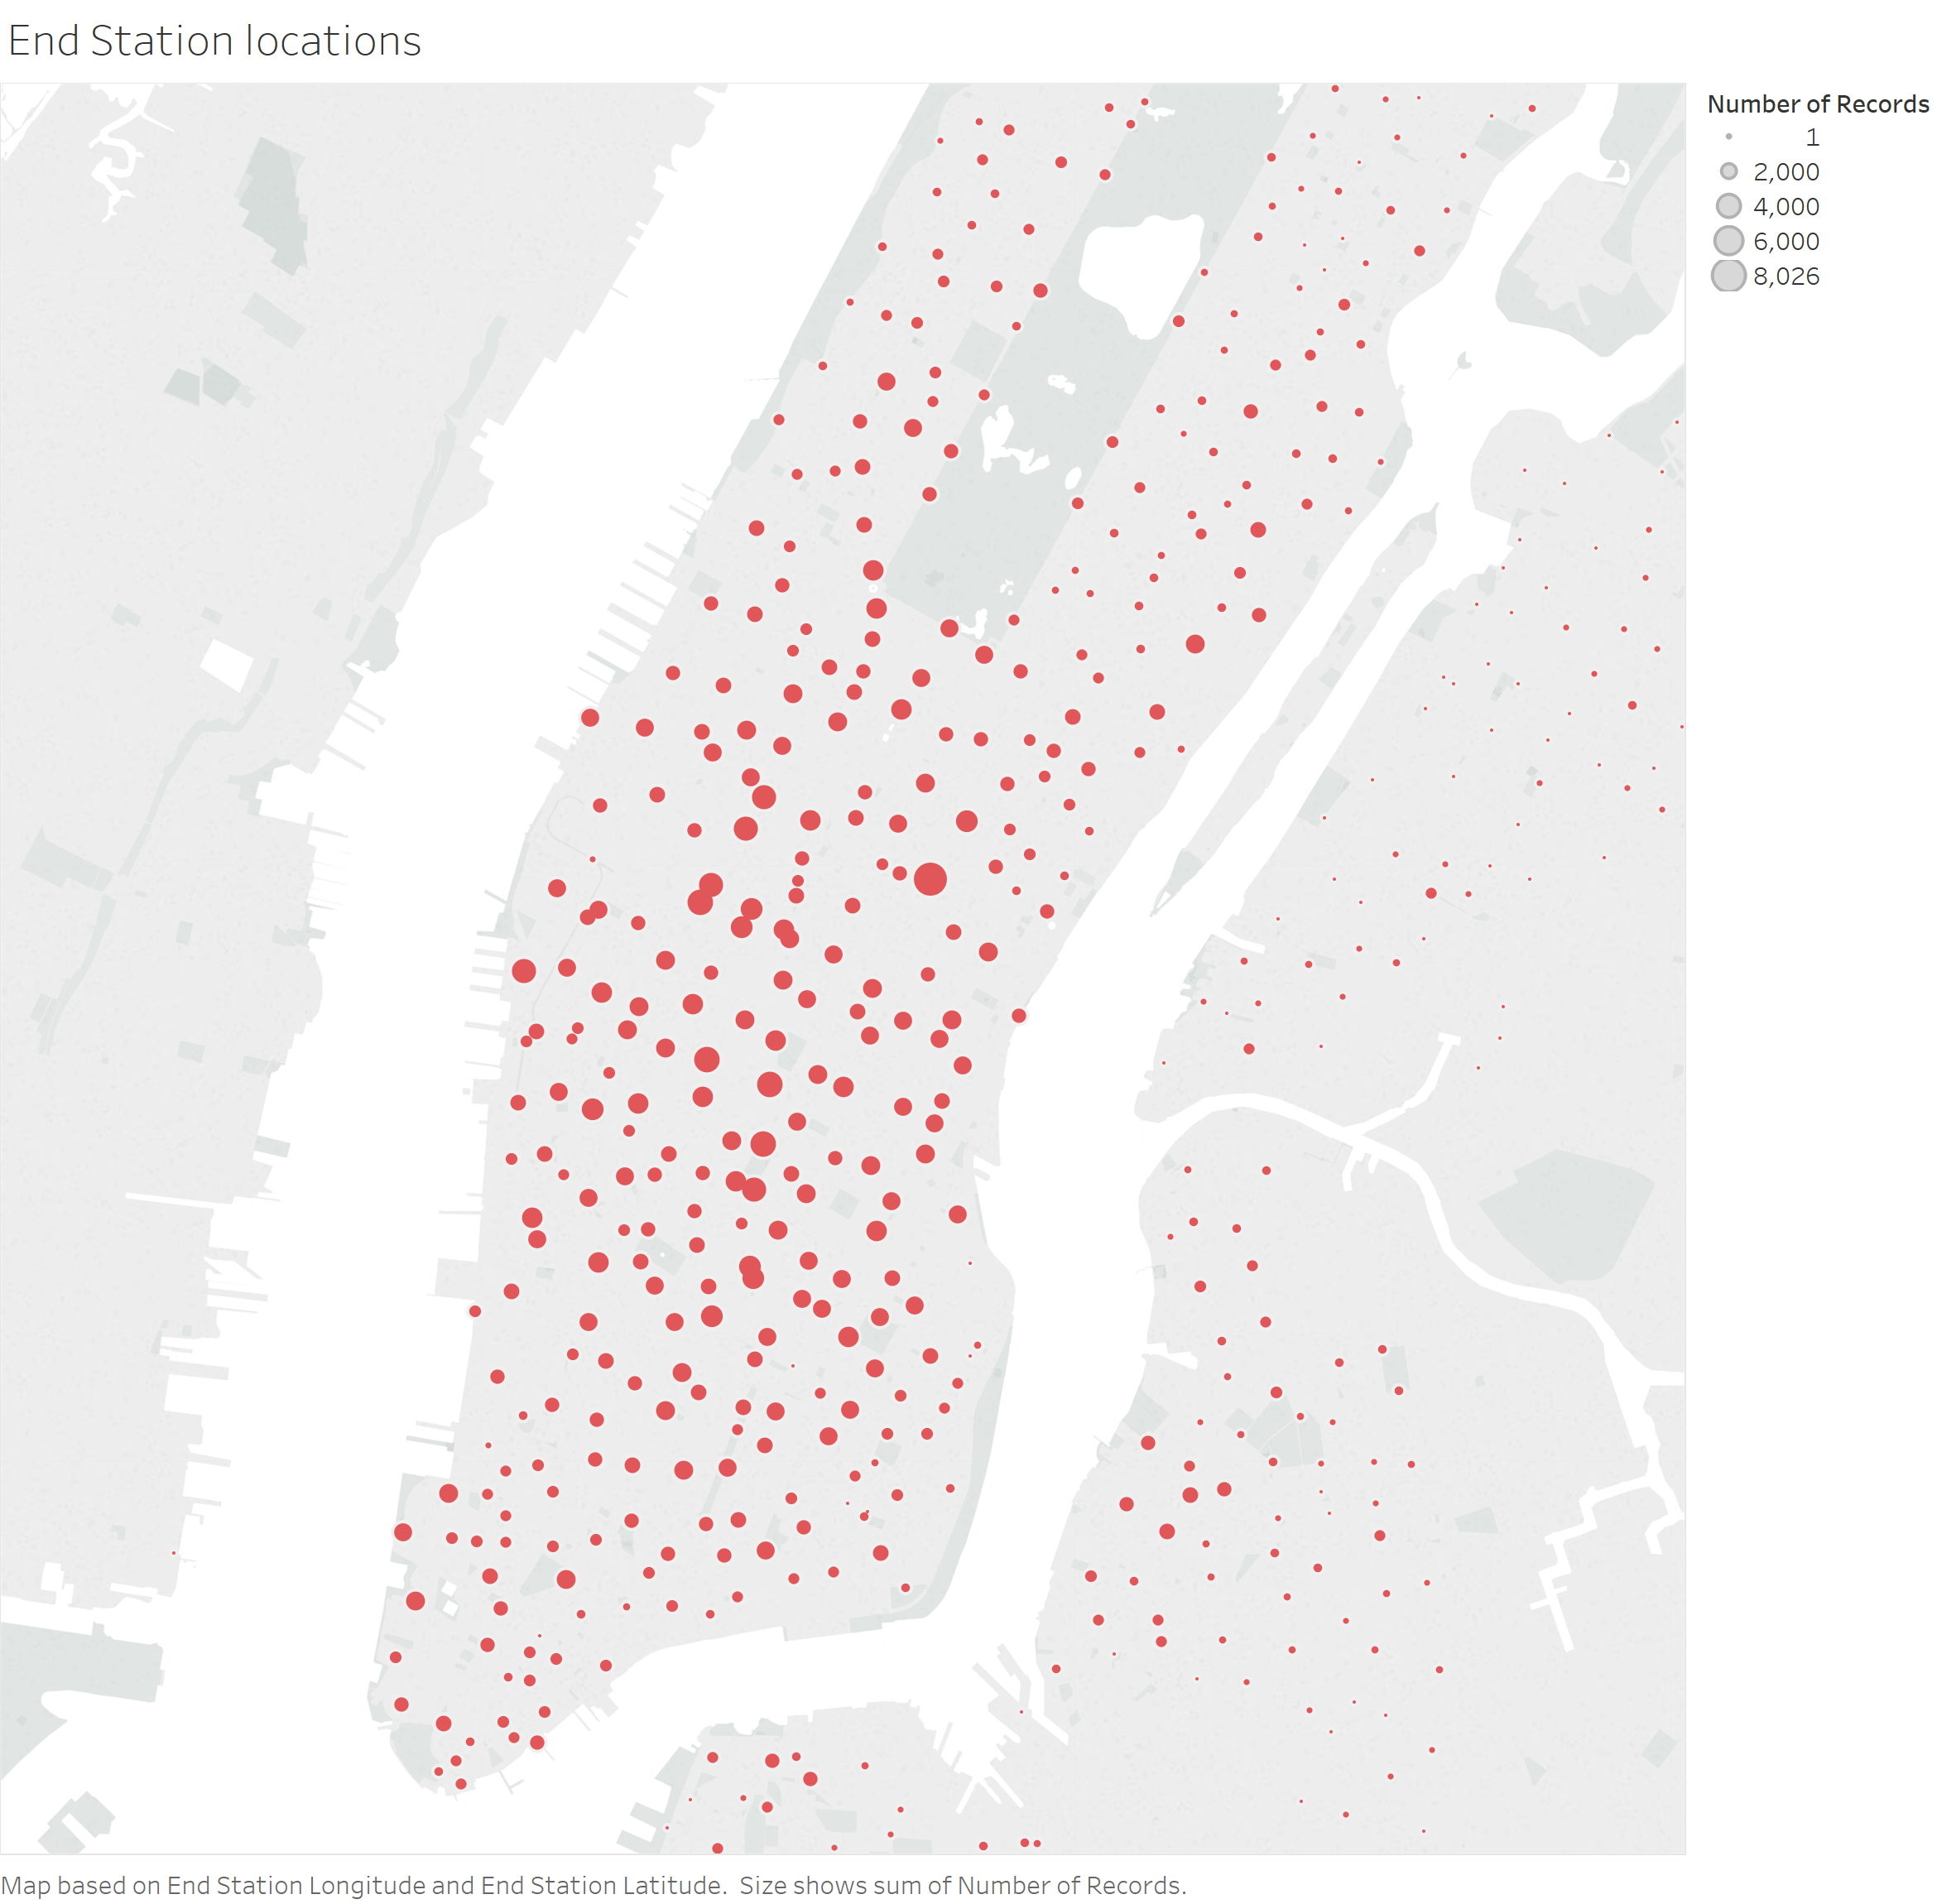 End Station locations
Number of Records
1
2,000
4,000
6,000
8,026
Map based on End Station Longitude and End Station Latitude.  Size shows sum of Number of Records.